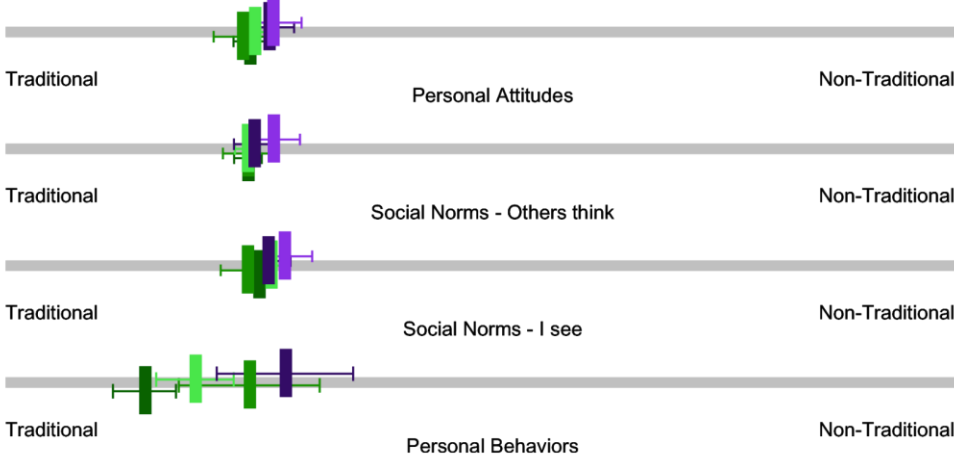 Traditional
Non-Traditional
Personal Attitudes
Traditional
Non-Traditional
Social Norms - Others think
Traditional
Non-Traditional
Social Norms - I see
Traditional
Non-Traditional
Personal Behaviors